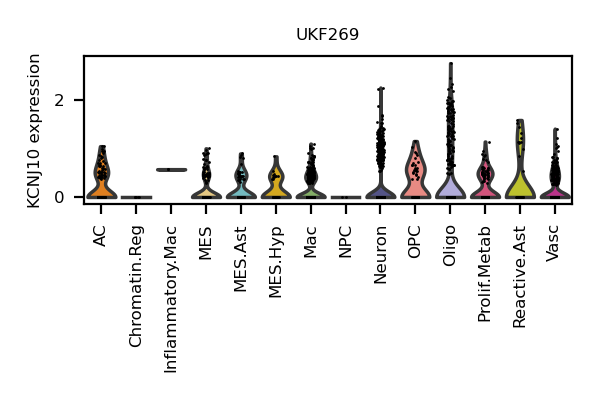 UKF269
KCNJ10 expression
2
0
AC
Chromatin.Reg
Inflammatory.Mac
MES
MES.Ast
MES.Hyp
Mac
NPC
Neuron
OPC
Oligo
Prolif.Metab
Reactive.Ast
Vasc